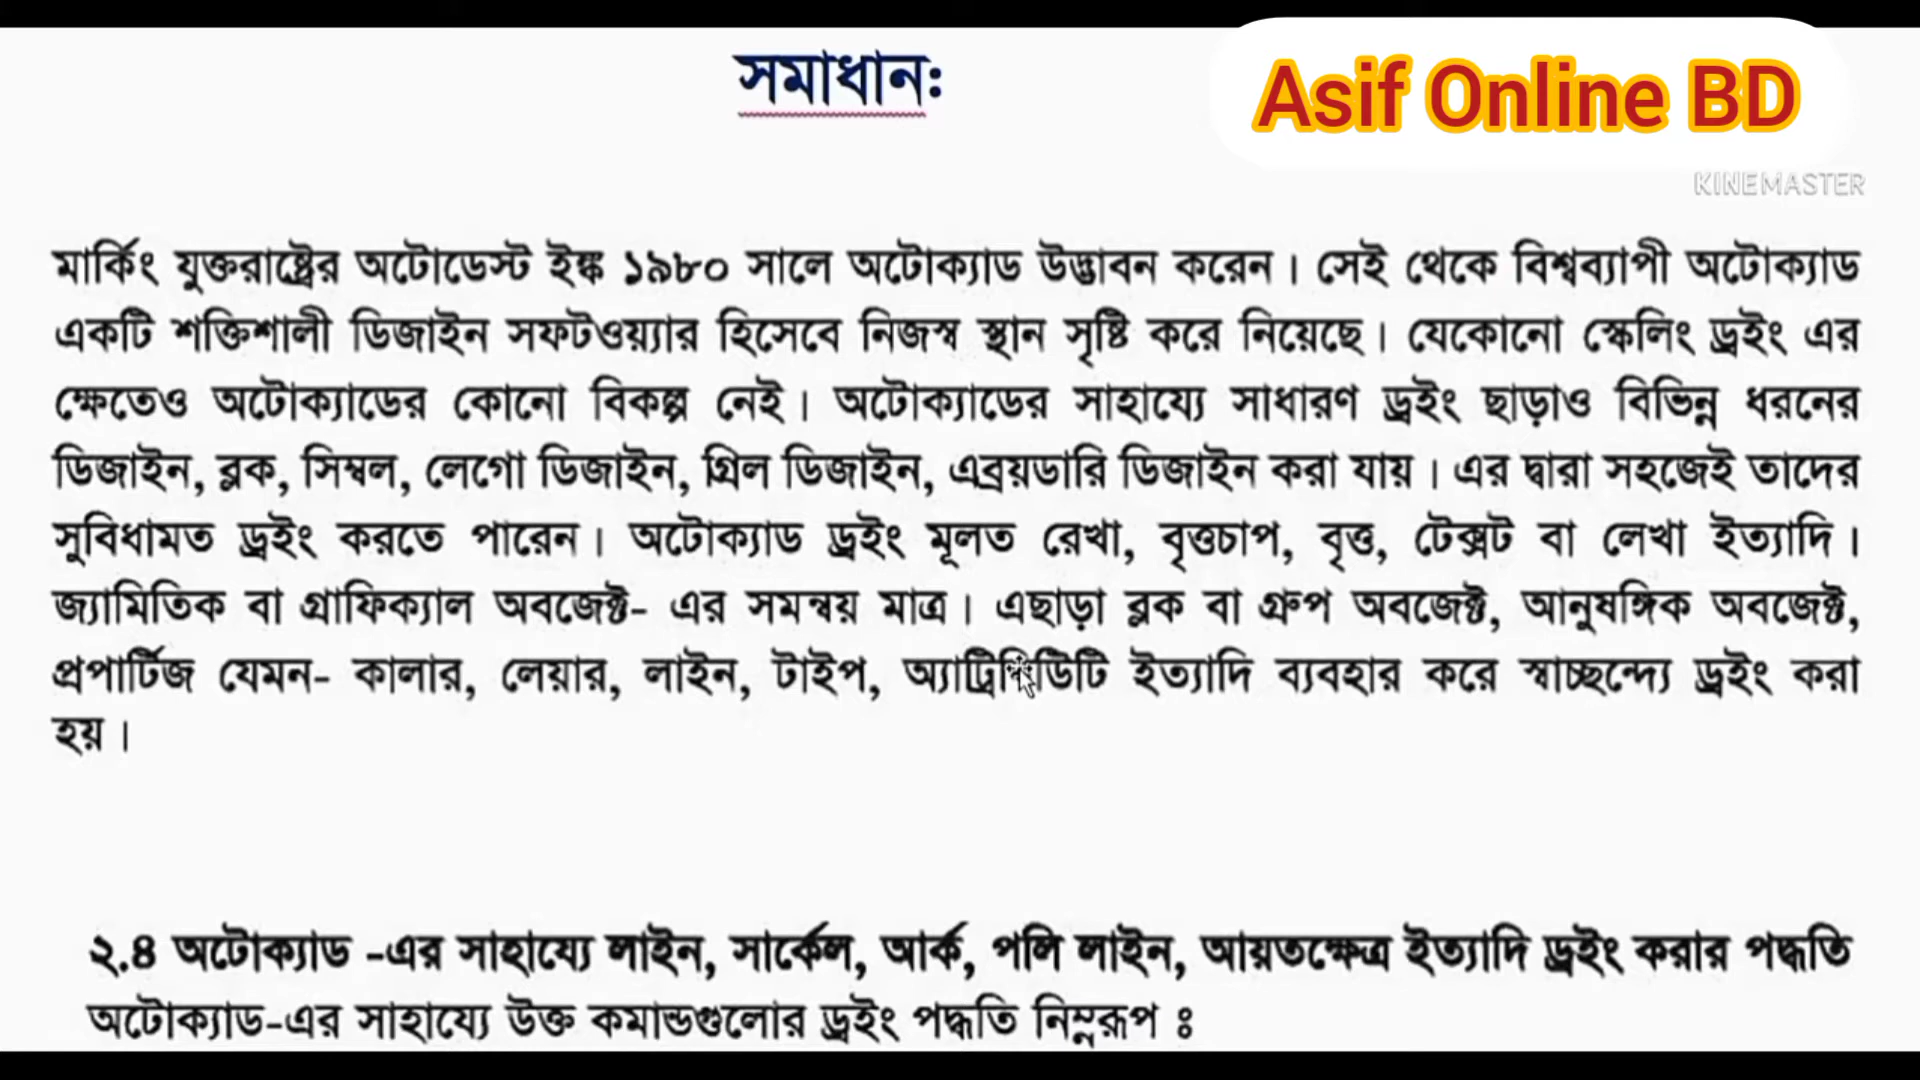 সমাধানঃ
Asif Online BD
KINEMASTER
মার্কিং যুক্তরাষ্ট্রের অটোডেস্ট ইঙ্ক ১৯৮০ সালে অটোক্যাড উদ্ভাবন করেন। সেই থেকে বিশ্বব্যাপী অটোক্যাড
একটি শক্তিশালী ডিজাইন সফটওয়্যার হিসেবে নিজস্ব স্থান সৃষ্টি করে নিয়েছে। যেকোনো স্কেলিং ড্রইং এর
ক্ষেতেও অটোক্যাডের কোনো বিকল্প নেই। অটোক্যাডের সাহায্যে সাধারণ ড্রইং ছাড়াও বিভিন্ন ধরনের
ডিজাইন, ব্লক, সিম্বল, লেগো ডিজাইন, গ্রিল ডিজাইন, এব্রয়ডারি ডিজাইন করা যায়। এর দ্বারা সহজেই তাদের
সুবিধামত ড্রইং করতে পারেন। অটোক্যাড ড্রইং মূলত রেখা, বৃত্তচাপ, বৃত্ত, টেক্সট বা লেখা ইত্যাদি।
জ্যামিতিক বা গ্রাফিক্যাল অবজেক্ট- এর সমন্বয় মাত্র। এছাড়া ব্লক বা গ্রুপ অবজেক্ট, আনুষঙ্গিক অবজেক্ট,
প্রপার্টিজ যেমন- কালার, লেয়ার, লাইন, টাইপ, ইত্যাদি ব্যবহার করে স্বাচ্ছন্দ্যে ড্রইং করা
হয়।
২.৪ অটোক্যাড -এর সাহায্যে লাইন, সার্কেল, আর্ক, পলি লাইন, আয়তক্ষেত্র ইত্যাদি ড্রইং করার পদ্ধতি
অটোক্যাড-এর সাহায্যে উক্ত কমান্ডগুলোর ড্রইং পদ্ধতি নিম্নরূপ ঃ